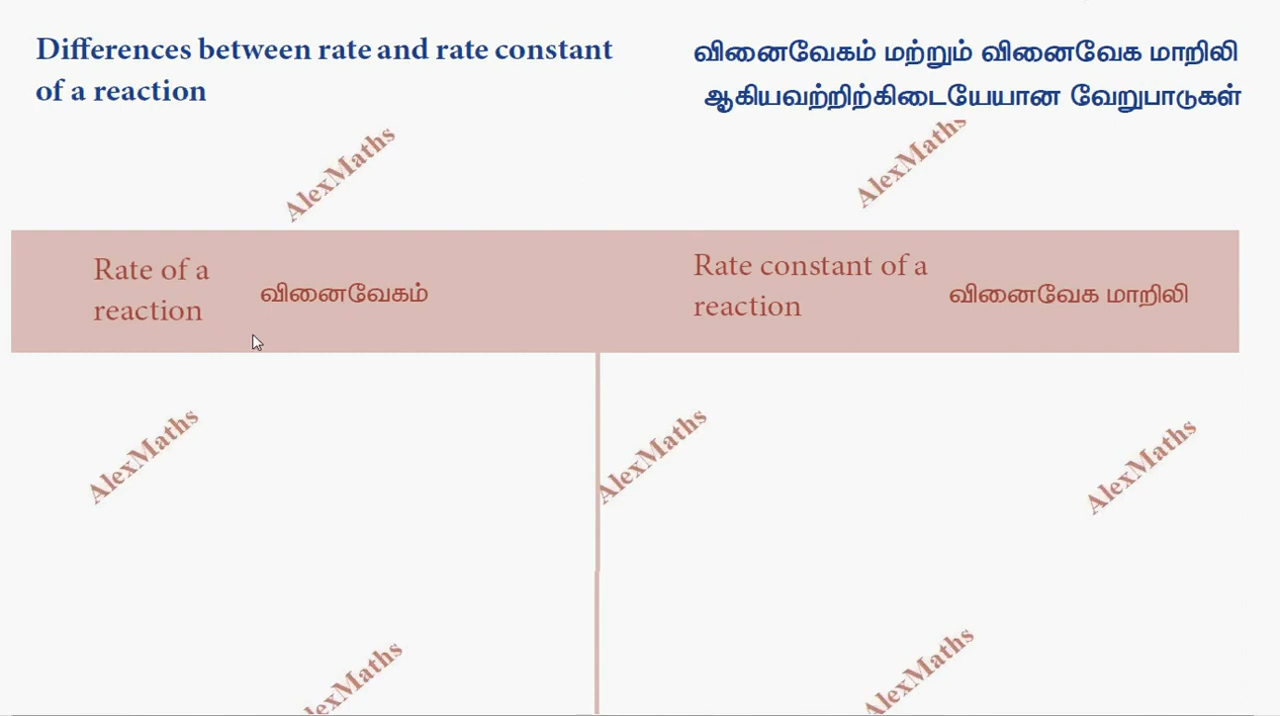 Differences between rate and rate constant
of a reaction
வினைவேகம் மற்றும் வினைவேக மாறிலி
ஆகியவற்றிற்கிடையேயான வேறுபாடுகள்
AlexMaths
AlexMaths
Rate of a
reaction
வினைவேகம்
Rate constant of a
reaction
வினைவேக மாறிலி
AlexMaths
AlexMaths
AlexMaths
AlexMaths
AlexMaths